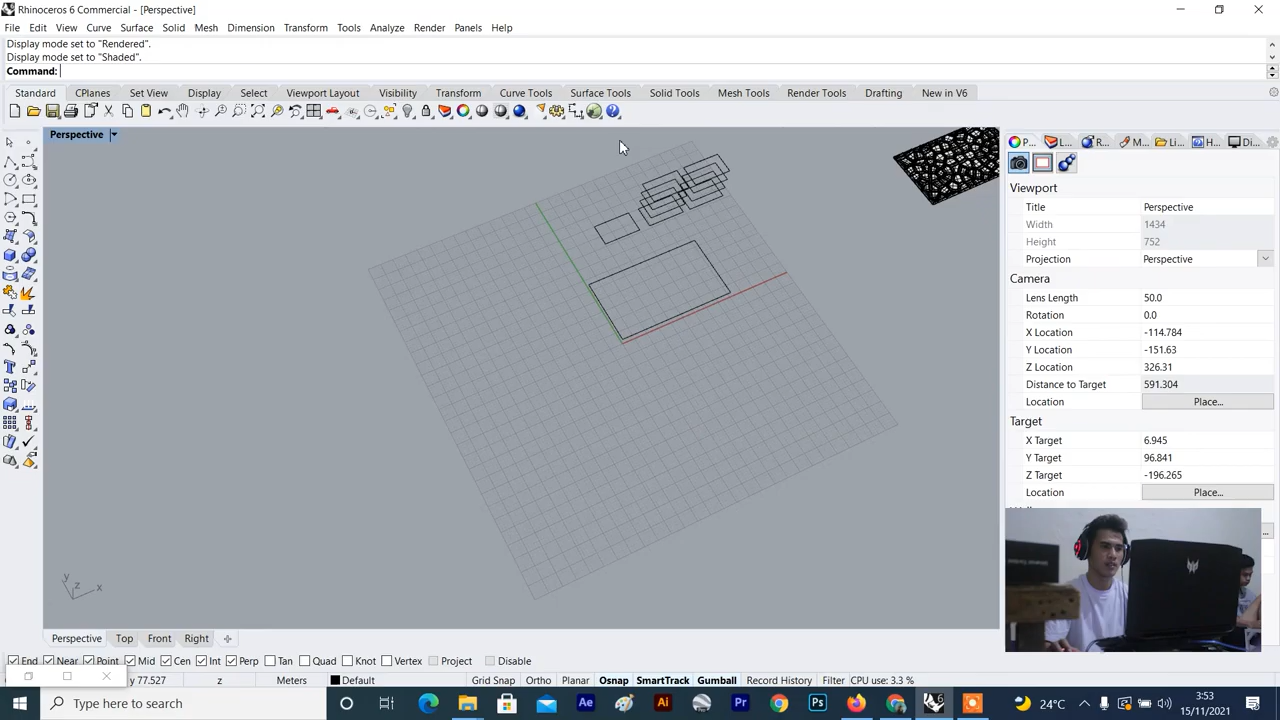 Rhinoceros 6 Commercial - [Perspective]
File Edit View Curve Surface Solid Mesh Dimension Transform Tools Analyze Render Panels Help
Display mode set to "Rendered".
Display mode set to "Shaded".
Command:
Standard CPlanes Set View Display Select Viewport Layout Visibility Transform Curve Tools Surface Tools Solid Tools Mesh Tools Render Tools Drafting New in V6
Perspective
P... L... R... M... Li... H... Di...
Viewport
Title Perspective
Width 1434
Height 752
Projection Perspective
Camera
Lens Length 50.0
Rotation 0.0
X Location -114.784
Y Location -151.63
Z Location 326.31
Distance to Target 591.304
Location Place...
Target
X Target 6.945
Y Target 96.841
Z Target -196.265
Location Place...
y
z x
Perspective Top Front Right
End Near Point Mid Cen Int Perp Tan Quad Knot Vertex Project Disable
y 77.527 z Meters Default Grid Snap Ortho Planar Osnap SmartTrack Gumball Record History Filter CPU use: 3.3 %
Type here to search
Ae Ai Pr Ps 6
24°C
3:53
15/11/2021